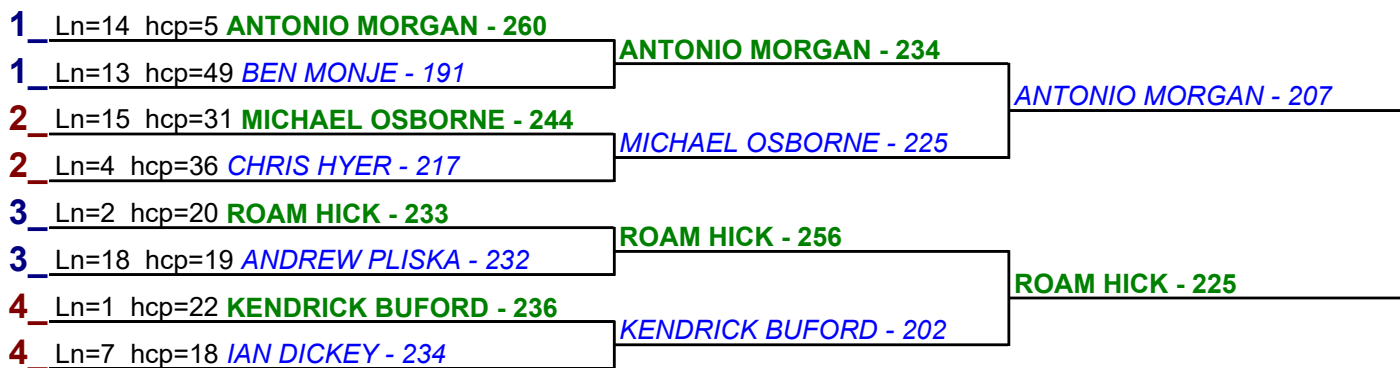 1_ Ln=14 hcp=5 ANTONIO MORGAN - 260
ANTONIO MORGAN - 234
1_ Ln=13 hcp=49 BEN MONJE - 191
ANTONIO MORGAN - 207
2_ Ln=15 hcp=31 MICHAEL OSBORNE - 244
MICHAEL OSBORNE - 225
2_ Ln=4 hcp=36 CHRIS HYER - 217
3_ Ln=2 hcp=20 ROAM HICK - 233
ROAM HICK - 256
3_ Ln=18 hcp=19 ANDREW PLISKA - 232
ROAM HICK - 225
4_ Ln=1 hcp=22 KENDRICK BUFORD - 236
KENDRICK BUFORD - 202
4_ Ln=7 hcp=18 IAN DICKEY - 234